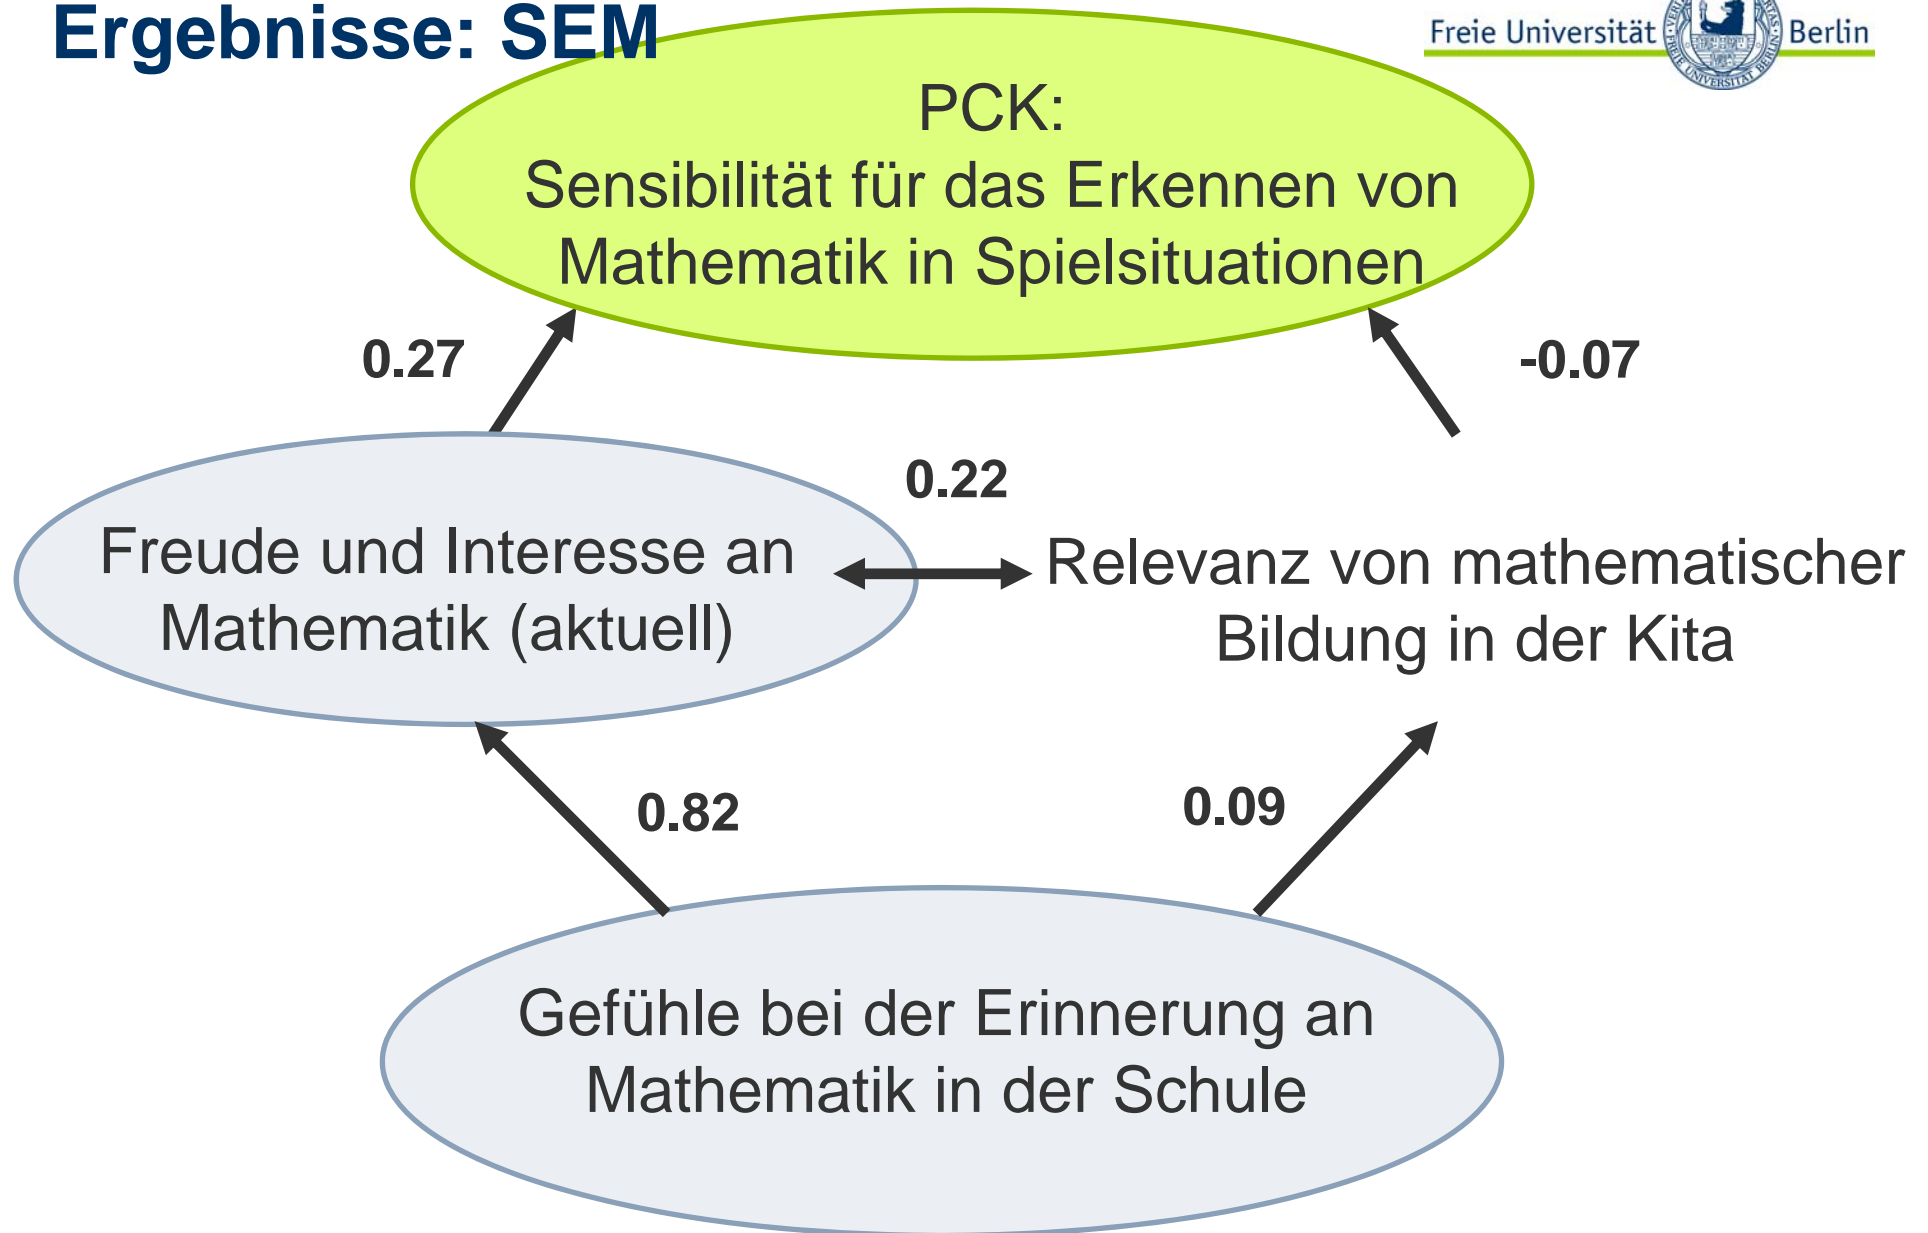 Ergebnisse: SEM
Freie Universität Berlin
PCK:
Sensibilität für das Erkennen von
Mathematik in Spielsituationen
0.27
-0.07
0.22
Freude und Interesse an
Mathematik (aktuell)
Relevanz von mathematischer
Bildung in der Kita
0.82
0.09
Gefühle bei der Erinnerung an
Mathematik in der Schule